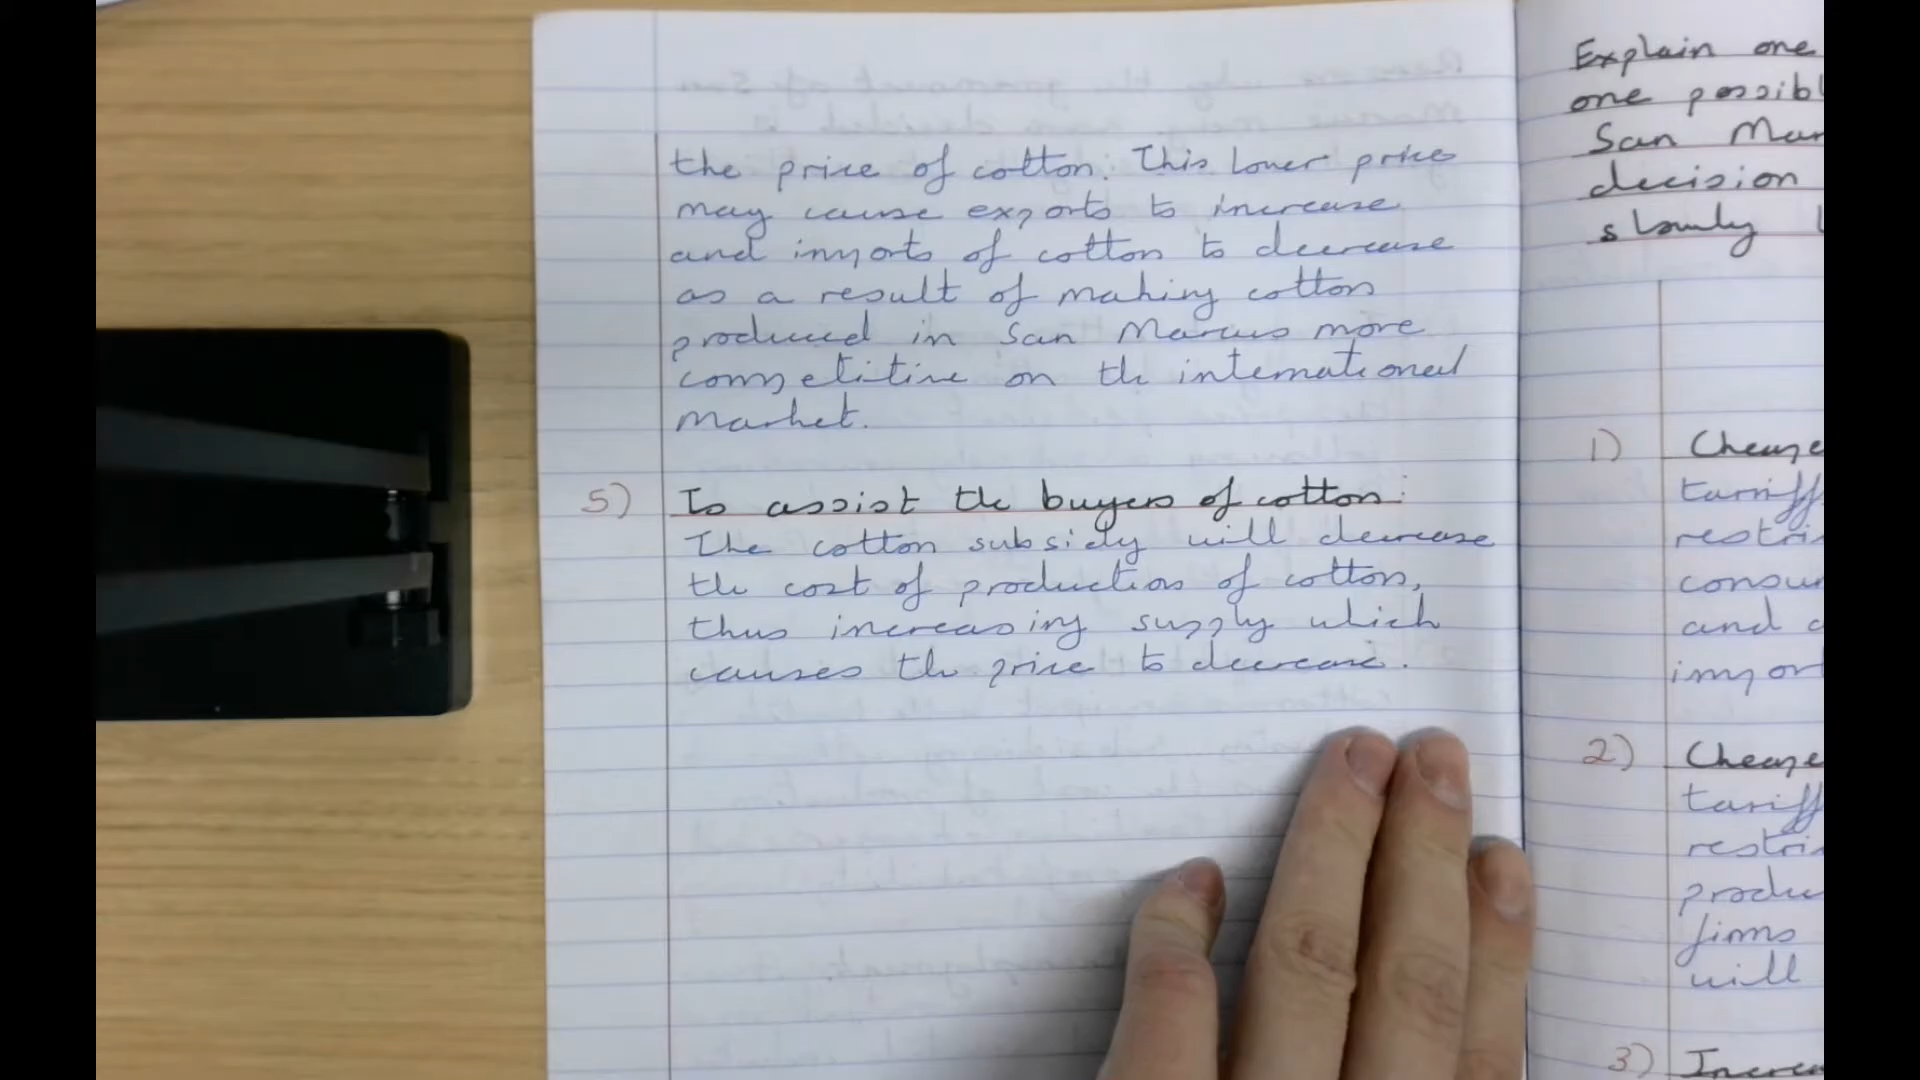 the price of cotton. This lower price
may cause exports to increase
and imports of cotton to decrease
as a result of making cotton
produced in San Marcus more
competitive on the international
market.
5) To assist the buyers of cotton:
The cotton subsidy will decrease
the cost of production of cotton,
thus increasing supply which
causes the price to decrease.
Explain one
one possibl
San Mar
decision
slowly
1) Cheape
tariff
restri
consu
and
impor
2) Cheape
tariff
restri
produ
firms
will
3) Increa